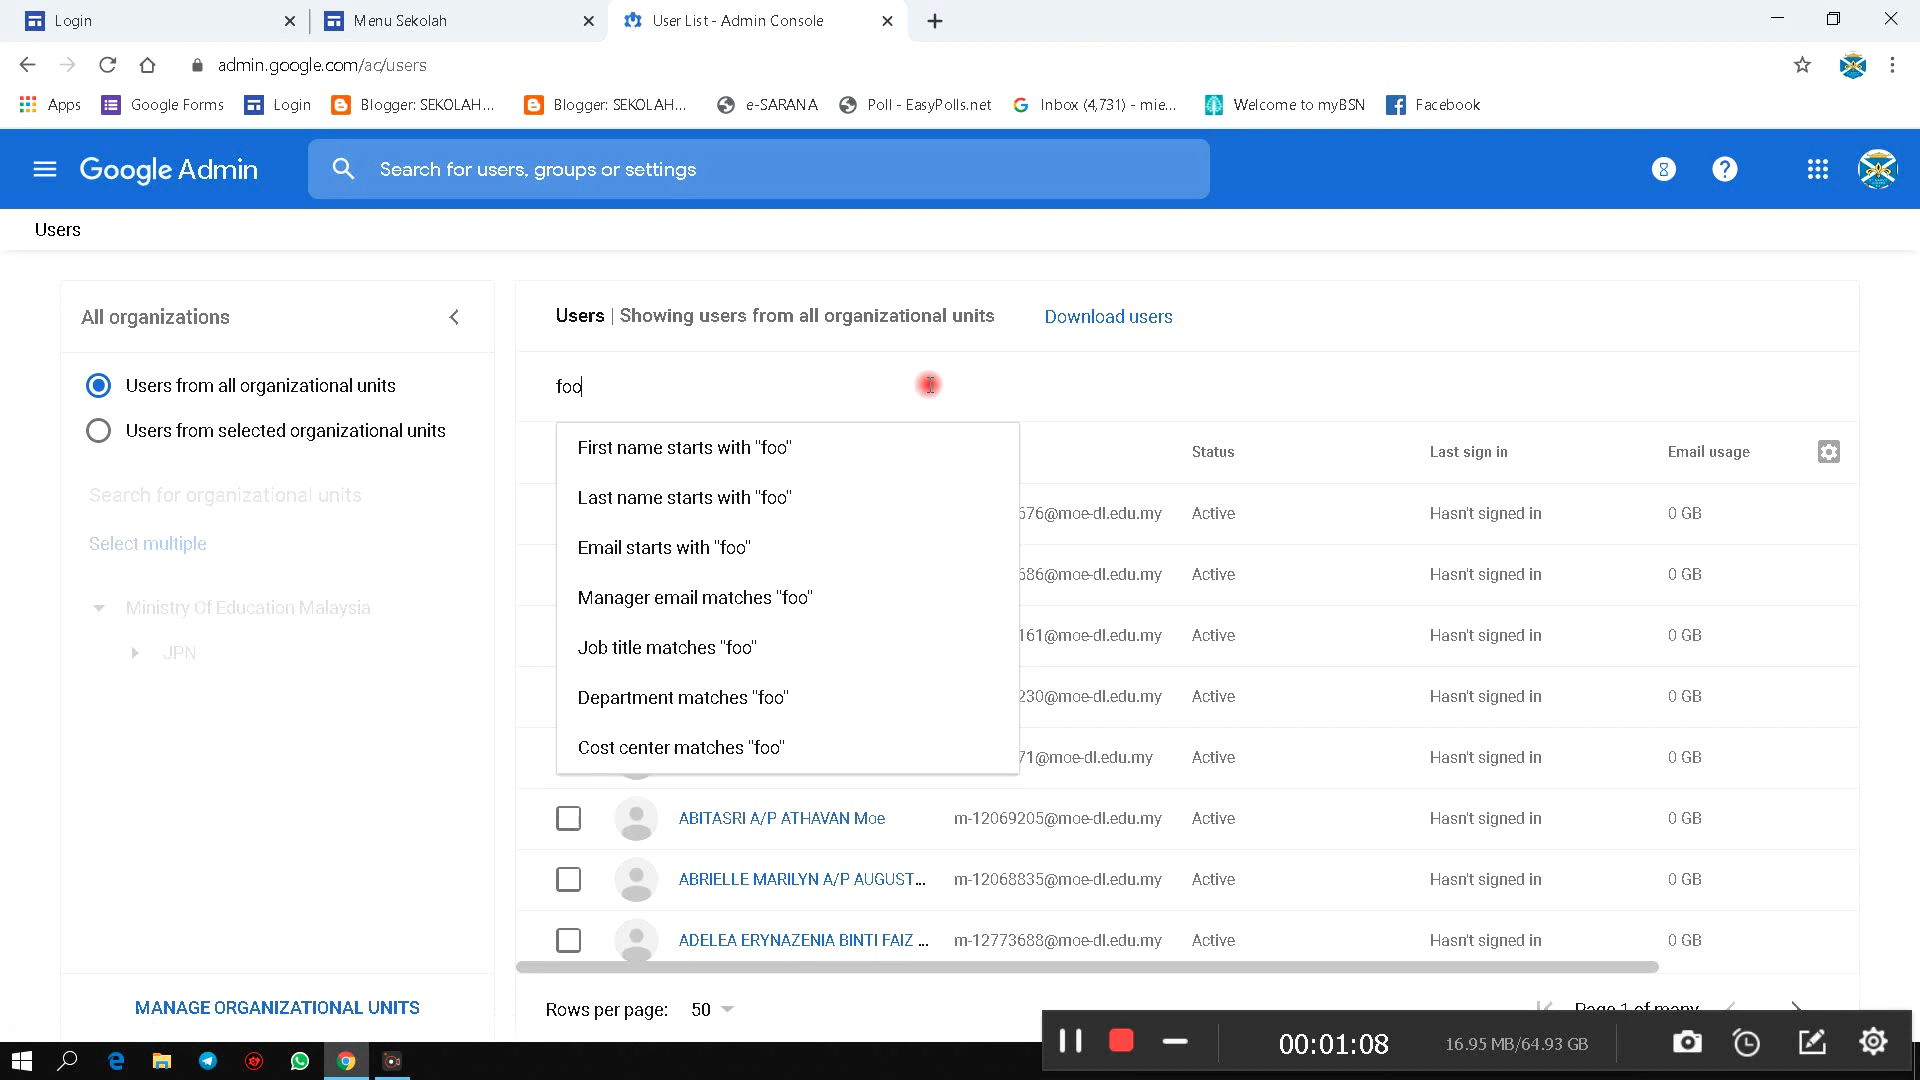 Login
Menu Sekolah
User List - Admin Console
admin.google.com/ac/users
Apps
Google Forms
Login
Blogger: SEKOLAH...
Blogger: SEKOLAH...
e-SARANA
Poll - EasyPolls.net
Inbox (4,731) - mie...
Welcome to myBSN
Facebook
Google Admin
Search for users, groups or settings
Users
All organizations
Users from all organizational units
Users from selected organizational units
Search for organizational units
Select multiple
Ministry Of Education Malaysia
JPN
MANAGE ORGANIZATIONAL UNITS
Users | Showing users from all organizational units
Download users
foo
First name starts with "foo"
Last name starts with "foo"
Email starts with "foo"
Manager email matches "foo"
Job title matches "foo"
Department matches "foo"
Cost center matches "foo"
Status Last sign in Email usage
676@moe-dl.edu.my Active Hasn't signed in 0 GB
686@moe-dl.edu.my Active Hasn't signed in 0 GB
161@moe-dl.edu.my Active Hasn't signed in 0 GB
230@moe-dl.edu.my Active Hasn't signed in 0 GB
71@moe-dl.edu.my Active Hasn't signed in 0 GB
ABITASRI A/P ATHAVAN Moe m-12069205@moe-dl.edu.my Active Hasn't signed in 0 GB
ABRIELLE MARILYN A/P AUGUST... m-12068835@moe-dl.edu.my Active Hasn't signed in 0 GB
ADELEA ERYNAZENIA BINTI FAIZ ... m-12773688@moe-dl.edu.my Active Hasn't signed in 0 GB
Rows per page: 50
Page 1 of many
00:01:08
16.95 MB/64.93 GB